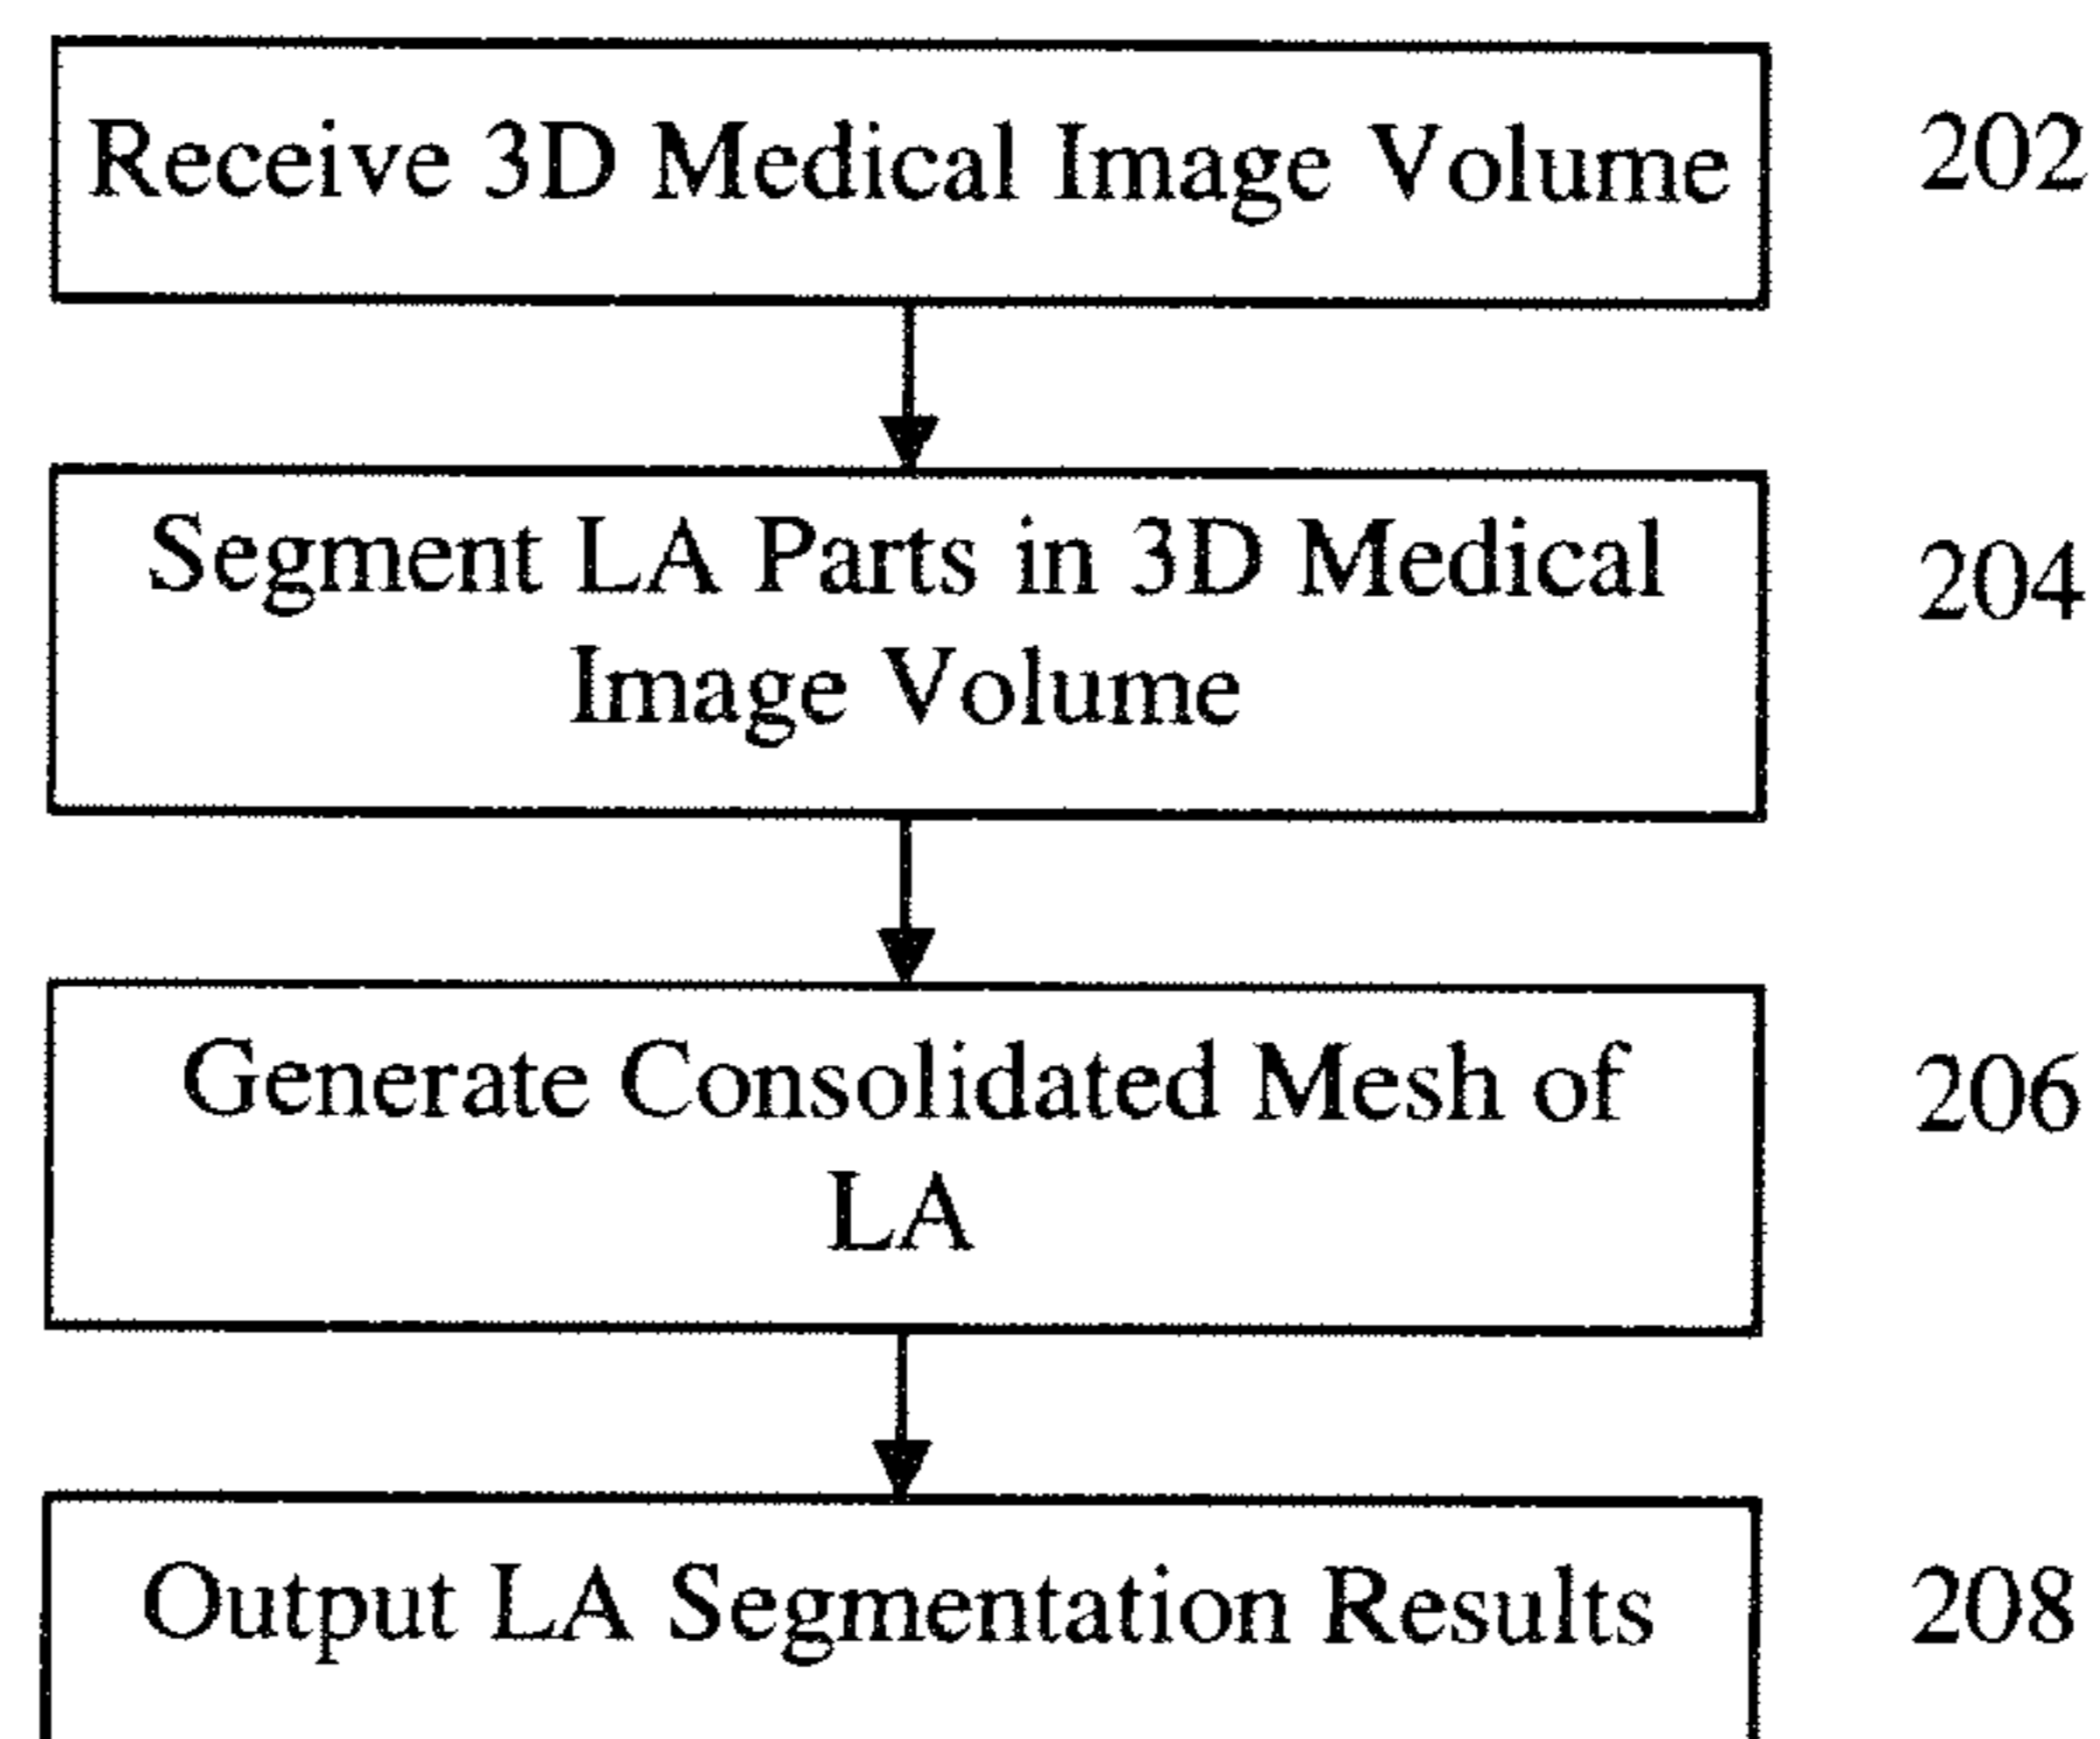 Receive 3D Medical Image Volume
202
Segment LA Parts in 3D Medical
Image Volume
204
Generate Consolidated Mesh of
LA
206
Output LA Segmentation Results
208